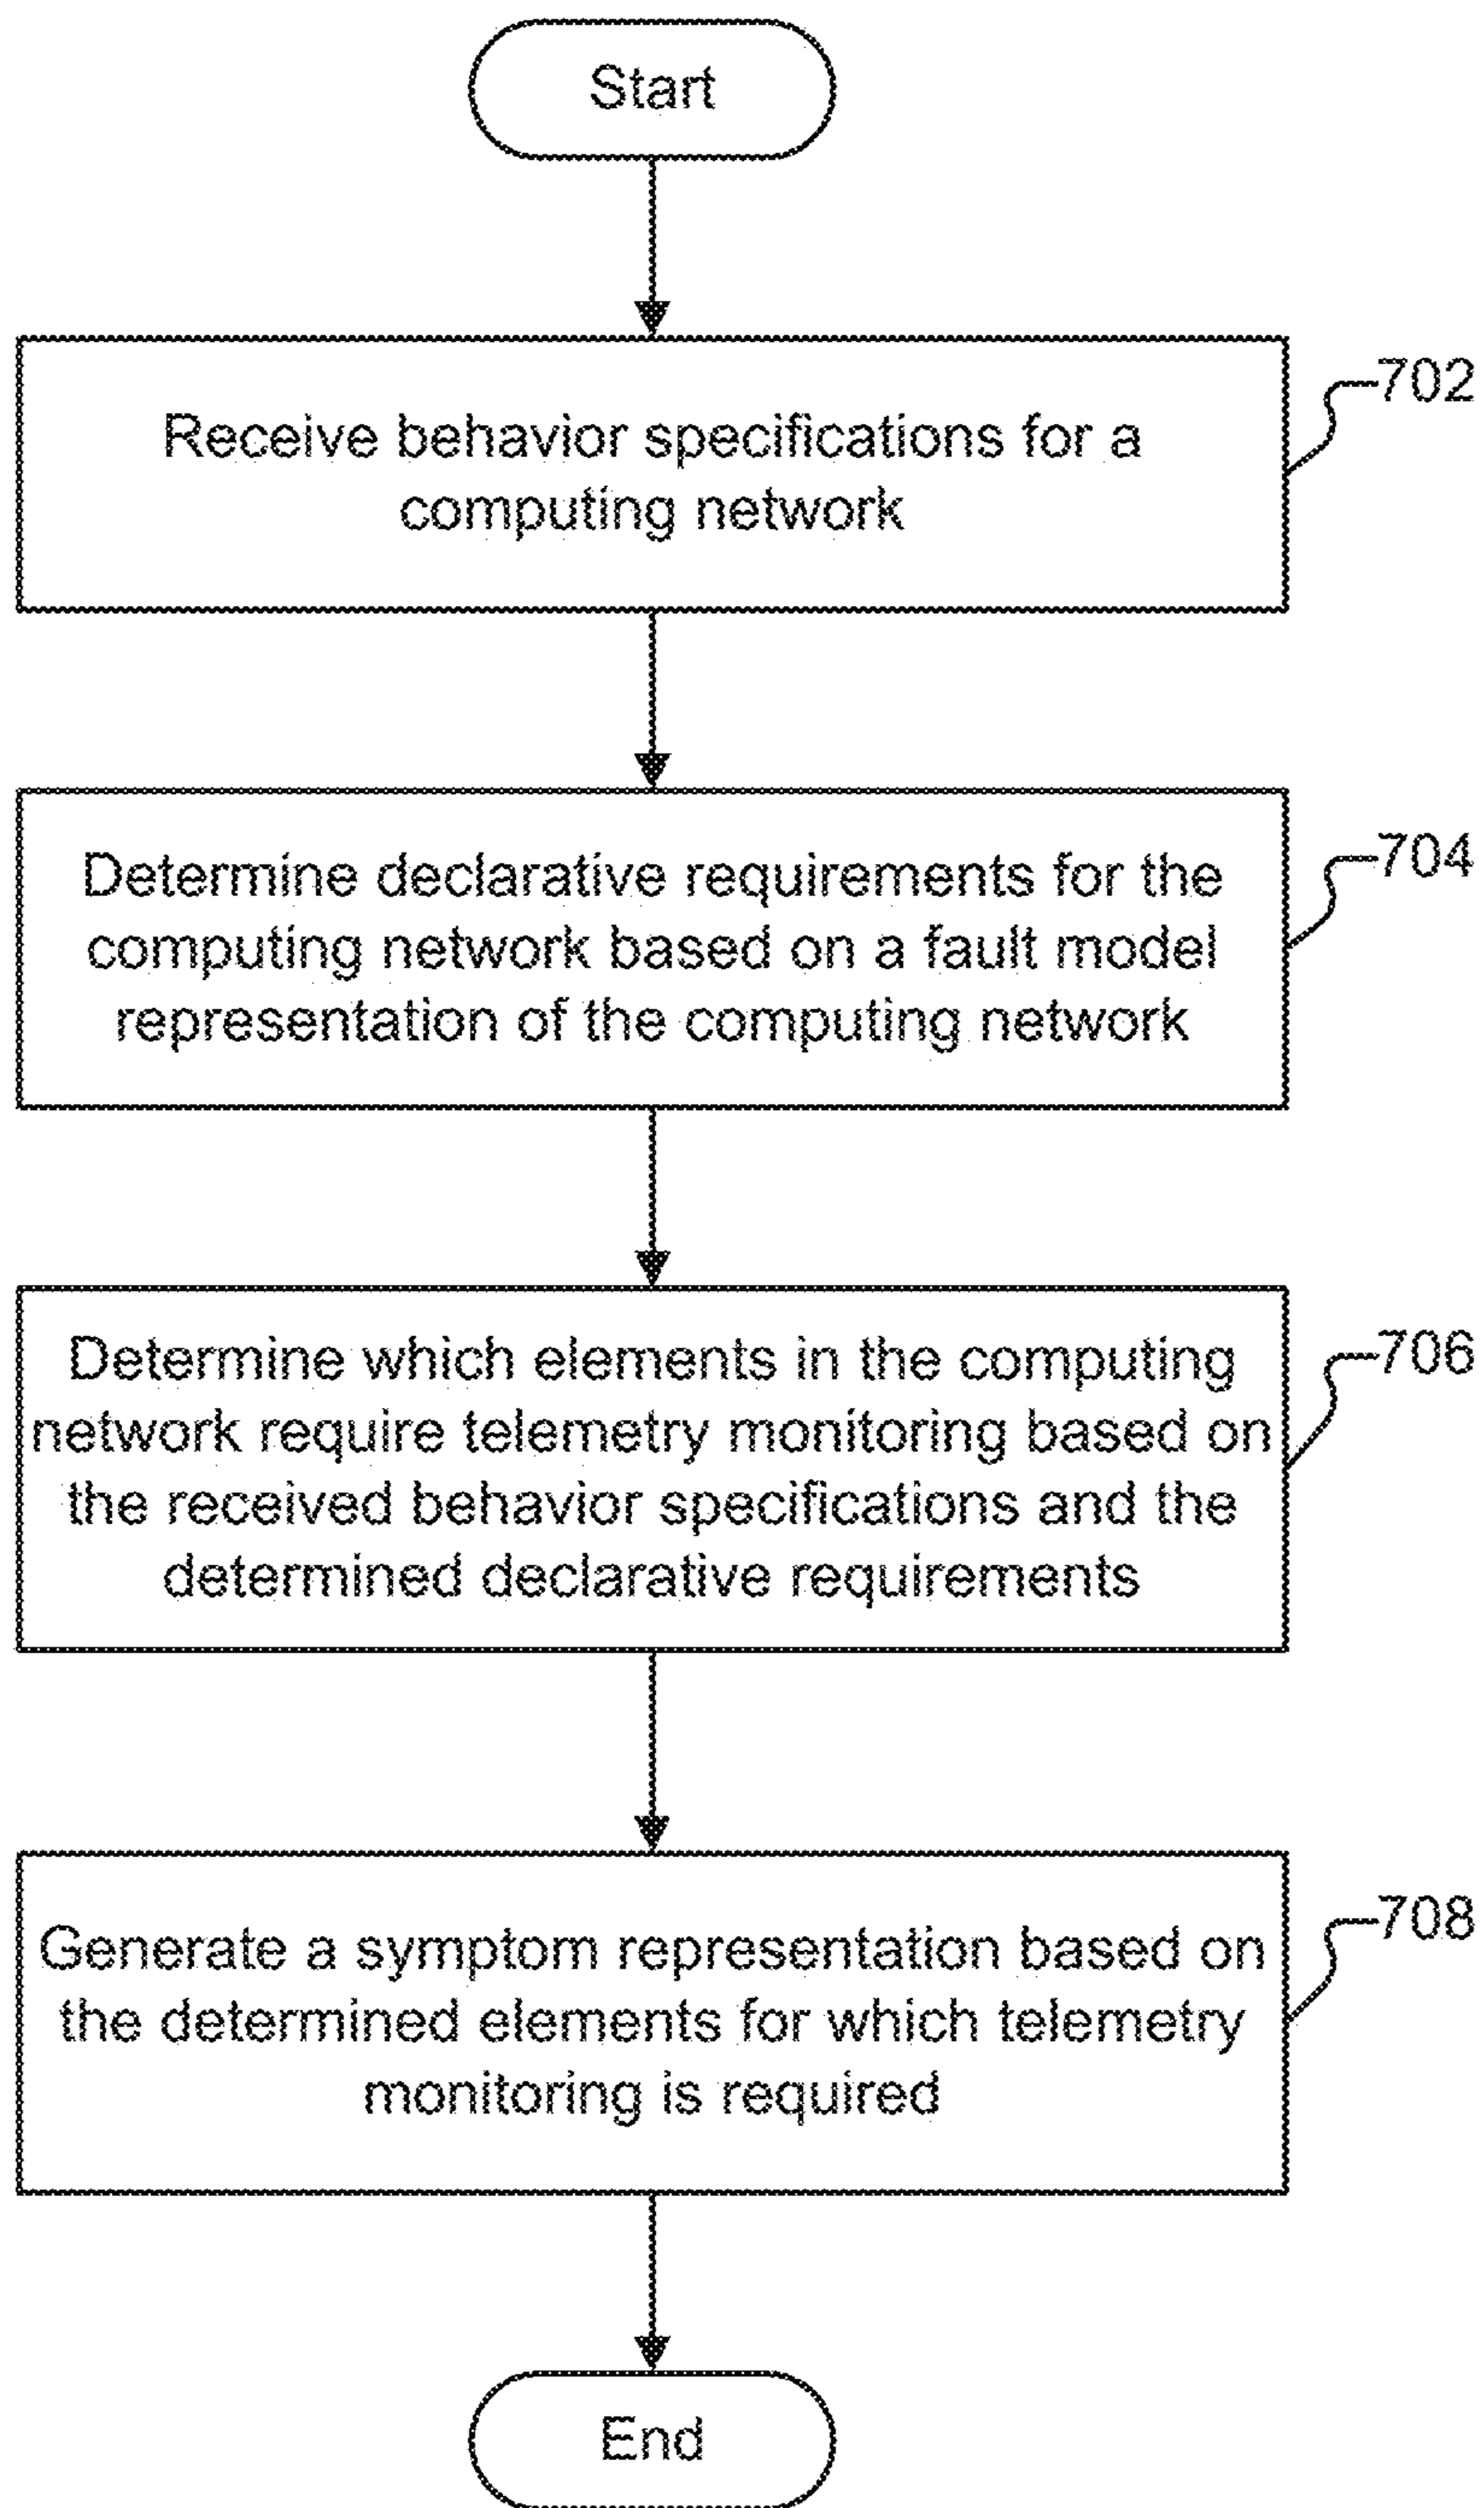 Start
Receive behavior specifications for a
computing network
702
Determine declarative requirements for the
computing network based on a fault model
representation of the computing network
704
Determine which elements in the computing
network require telemetry monitoring based on
the received behavior specifications and the
determined declarative requirements
706
Generate a symptom representation based on
the determined elements for which telemetry
monitoring is required
708
End